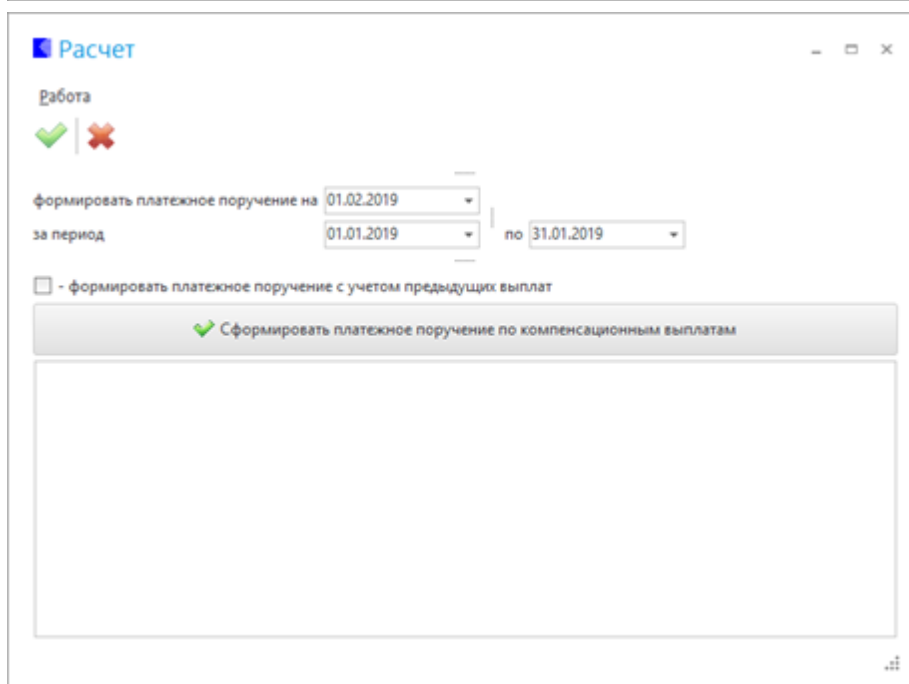 Расчет
Работа
формировать платежное поручение на 01.02.2019
за период 01.01.2019 по 31.01.2019
- формировать платежное поручение с учетом предыдущих выплат
Сформировать платежное поручение по компенсационным выплатам